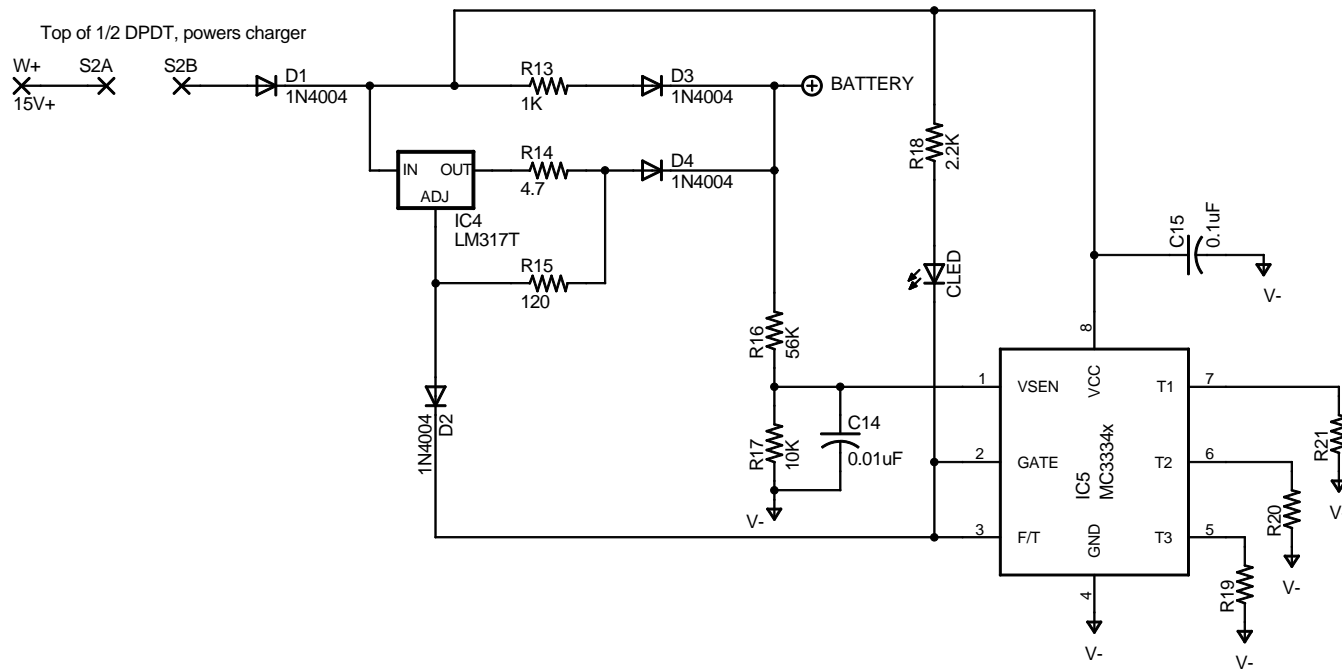 Top of 1/2 DPDT, powers charger
W+
15V+
S2A
S2B
D1
1N4004
R13
1K
D3
1N4004
BATTERY
IN
OUT
ADJ
IC4
LM317T
R14
4.7
D4
1N4004
R15
120
D2
1N4004
R16
56K
R17
10K
V-
C14
0.01uF
R18
2.2K
CLED
C15
0.1uF
V-
8
1
2
3
4
VSEN
GATE
F/T
VCC
GND
IC5
MC3334x
T1
T2
T3
7
6
5
R21
V
R20
V-
R19
V-
V-